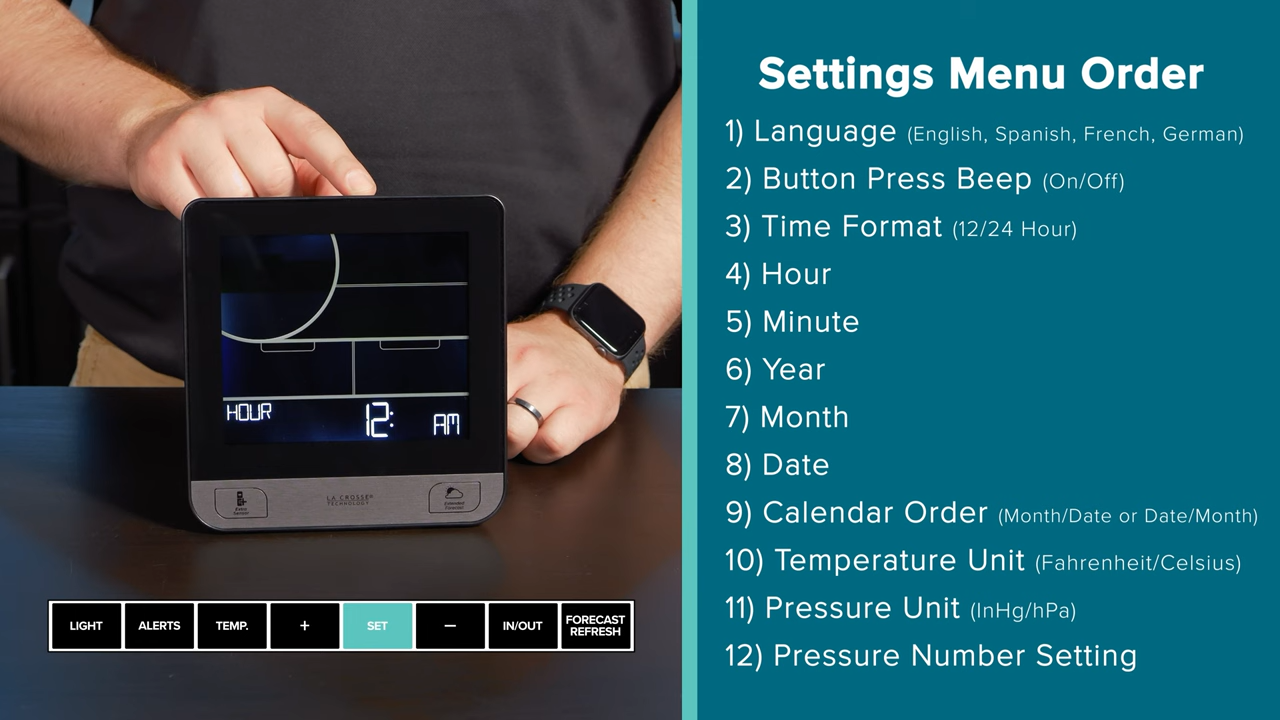 Settings Menu Order
1) Language (English, Spanish, French, German)
2) Button Press Beep (On/Off)
3) Time Format (12/24 Hour)
4) Hour
5) Minute
6) Year
7) Month
8) Date
9) Calendar Order (Month/Date or Date/Month)
10) Temperature Unit (Fahrenheit/Celsius)
11) Pressure Unit (InHg/hPa)
12) Pressure Number Setting
HOUR 12: AM
LA CROSSE
TECHNOLOGY
Extended
Forecast
LIGHT ALERTS TEMP. + SET − IN/OUT FORECAST REFRESH